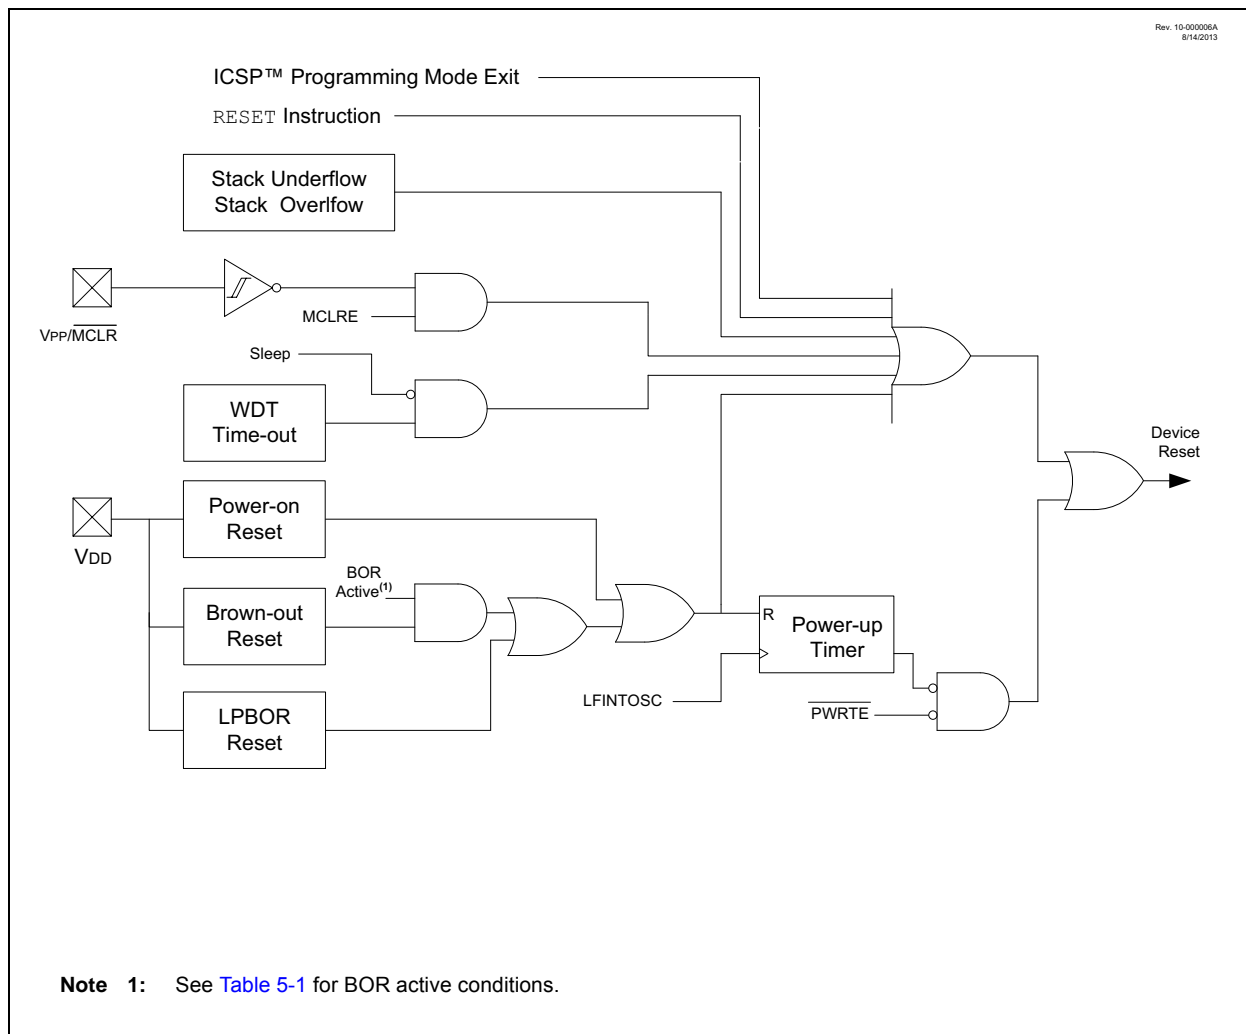 Rev. 10-000006A
8/14/2013
ICSP™ Programming Mode Exit
RESET Instruction
Stack Underflow
Stack Overlfow
VPP/MCLR
MCLRE
Sleep
WDT
Time-out
Device
Reset
VDD
Power-on
Reset
BOR
Active(1)
Brown-out
Reset
R
Power-up
Timer
LFINTOSC
PWRTE
LPBOR
Reset
Note 1: See Table 5-1 for BOR active conditions.